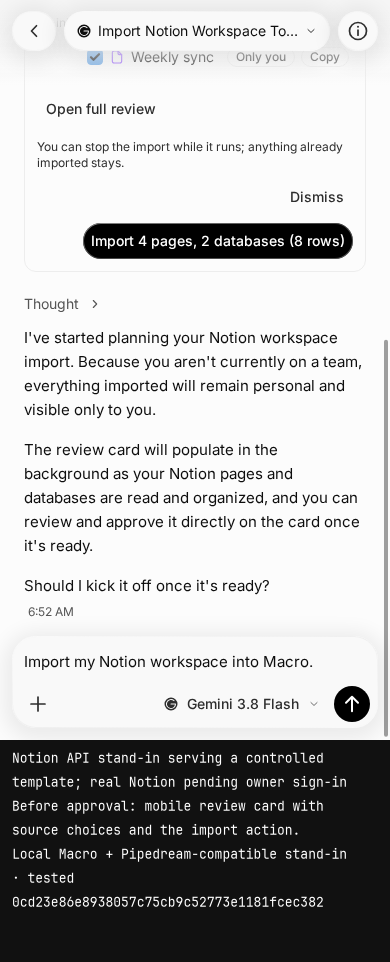 Import Notion Workspace To...
Weekly sync
Only you
Copy
Open full review
You can stop the import while it runs; anything already
imported stays.
Dismiss
Import 4 pages, 2 databases (8 rows)
Thought
I've started planning your Notion workspace
import. Because you aren't currently on a team,
everything imported will remain personal and
visible only to you.
The review card will populate in the
background as your Notion pages and
databases are read and organized, and you can
review and approve it directly on the card once
it's ready.
Should I kick it off once it's ready?
6:52 AM
Import my Notion workspace into Macro.
Gemini 3.8 Flash
Notion API stand-in serving a controlled
template; real Notion pending owner sign-in
Before approval: mobile review card with
source choices and the import action.
Local Macro + Pipedream-compatible stand-in
· tested
0cd23e86e8938057c75cb9c52773e1181fcec382